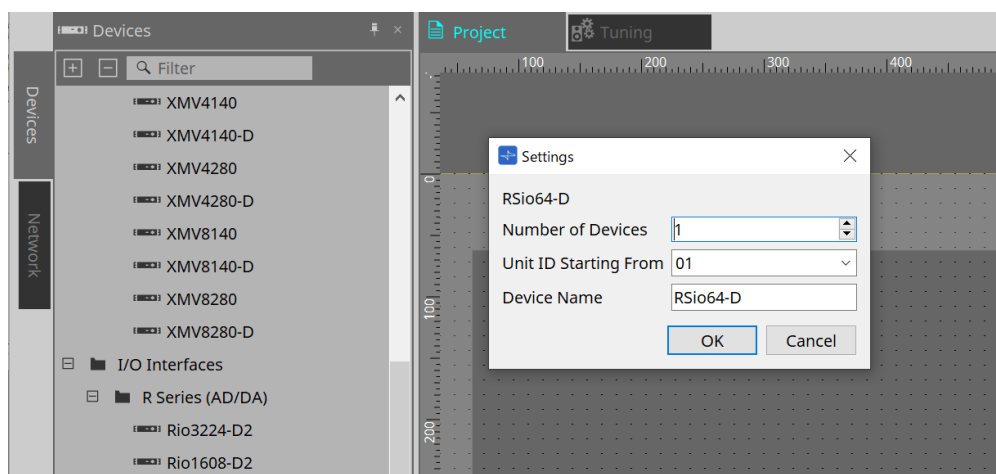 Devices
Filter
XMV4140
XMV4140-D
XMV4280
XMV4280-D
XMV8140
XMV8140-D
XMV8280
XMV8280-D
I/O Interfaces
R Series (AD/DA)
Rio3224-D2
Rio1608-D2
Devices
Network
Project
Tuning
100
200
300
400
0
100
200
Settings
RSio64-D
Number of Devices 1
Unit ID Starting From 01
Device Name RSio64-D
OK Cancel